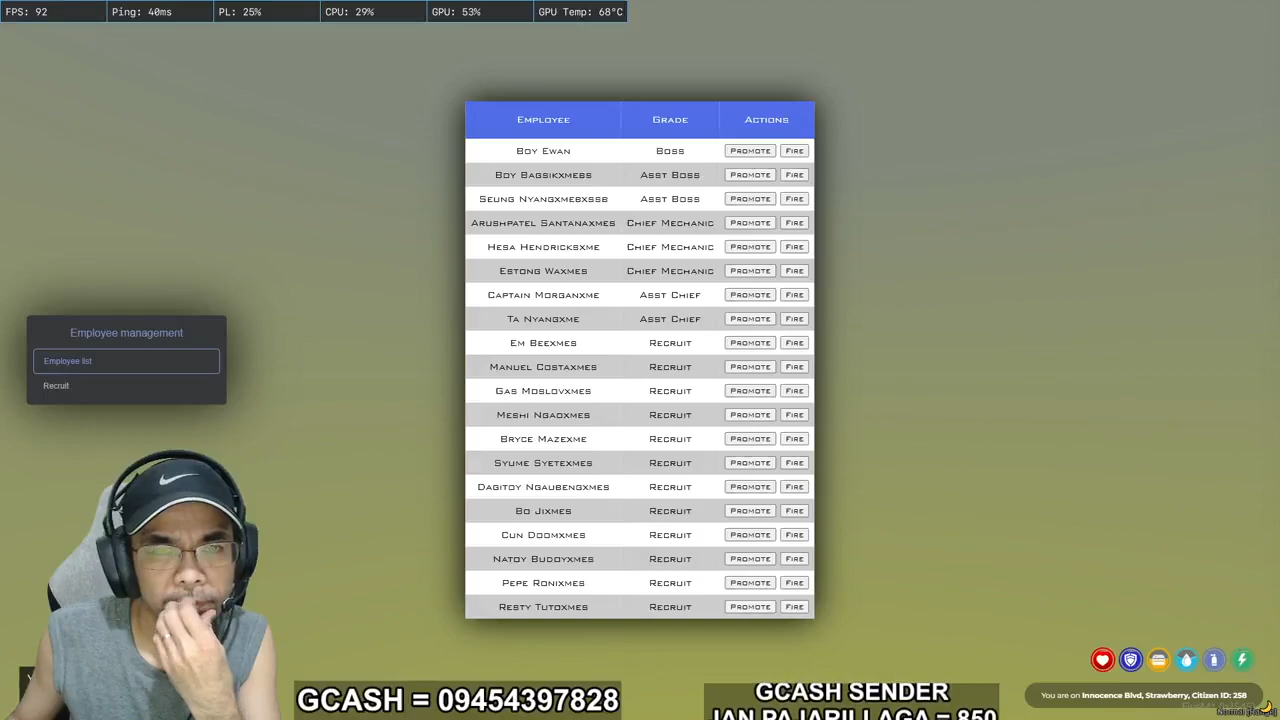 FPS: 92 Ping: 40ms PL: 25% CPU: 29% GPU: 53% GPU Temp: 68°C
Employee Grade Actions
Boy Ewan Boss Promote Fire
Boy Bagsikxmebs Asst Boss Promote Fire
Seung Nyangxmebxssb Asst Boss Promote Fire
Arushpatel Santanaxmes Chief Mechanic Promote Fire
Hesa Hendricksxme Chief Mechanic Promote Fire
Estong Waxmes Chief Mechanic Promote Fire
Captain Morganxme Asst Chief Promote Fire
Ta Nyangxme Asst Chief Promote Fire
Em Beexmes Recruit Promote Fire
Manuel Costaxmes Recruit Promote Fire
Gas Moslovxmes Recruit Promote Fire
Meshi Ngaoxmes Recruit Promote Fire
Bryce Mazexme Recruit Promote Fire
Syume Syetexmes Recruit Promote Fire
Dagitoy Ngaubengxmes Recruit Promote Fire
Bo Jixmes Recruit Promote Fire
Cun Doomxmes Recruit Promote Fire
Natoy Budoyxmes Recruit Promote Fire
Pepe Ronixmes Recruit Promote Fire
Resty Tutoxmes Recruit Promote Fire
Employee management
Employee list
Recruit
GCASH = 09454397828
GCASH SENDER
IAN PAJARILLAGA = 850
You are on Innocence Blvd, Strawberry, Citizen ID: 258